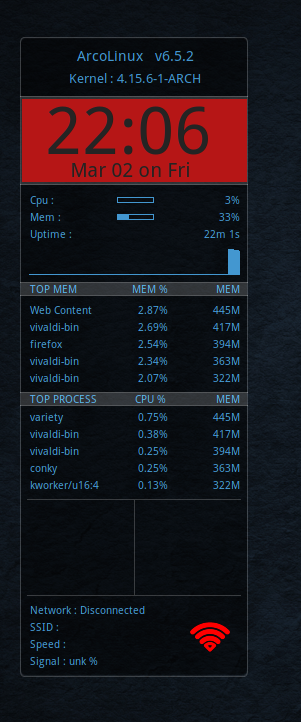 ArcoLinux v6.5.2
Kernel : 4.15.6-1-ARCH
22:06
Mar 02 on Fri
Cpu : 3%
Mem : 33%
Uptime : 22m 1s
TOP MEM MEM % MEM
Web Content 2.87% 445M
vivaldi-bin 2.69% 417M
firefox 2.54% 394M
vivaldi-bin 2.34% 363M
vivaldi-bin 2.07% 322M
TOP PROCESS CPU % MEM
variety 0.75% 445M
vivaldi-bin 0.38% 417M
vivaldi-bin 0.25% 394M
conky 0.25% 363M
kworker/u16:4 0.13% 322M
Network : Disconnected
SSID :
Speed :
Signal : unk %